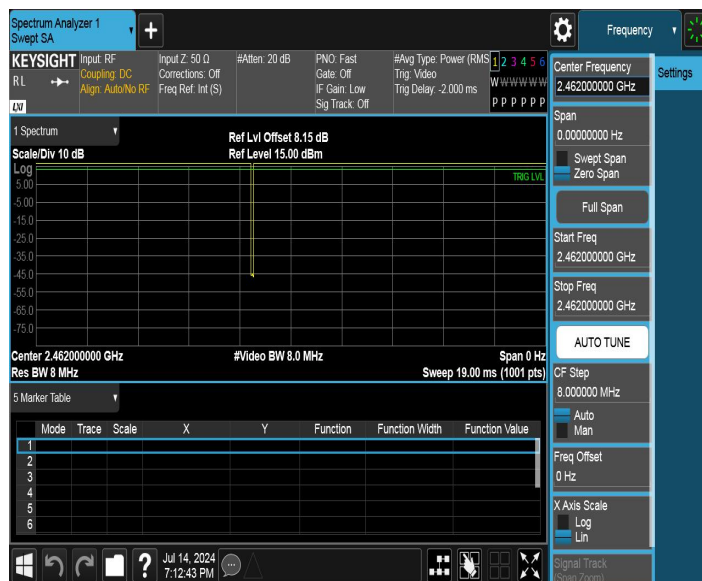 Spectrum Analyzer 1
Swept SA
+
Frequency
KEYSIGHT
RL
LXI
Input: RF
Coupling: DC
Align: Auto/No RF
Input Z: 50 Ω
Corrections: Off
Freq Ref: Int (S)
#Atten: 20 dB
PNO: Fast
Gate: Off
IF Gain: Low
Sig Track: Off
#Avg Type: Power (RMS
Trig: Video
Trig Delay: -2.000 ms
1 2 3 4 5 6
W W W W W W
P P P P P P
Center Frequency
2.462000000 GHz
Settings
Span
0.00000000 Hz
Swept Span
Zero Span
Full Span
Start Freq
2.462000000 GHz
Stop Freq
2.462000000 GHz
AUTO TUNE
CF Step
8.000000 MHz
Auto
Man
Freq Offset
0 Hz
X Axis Scale
Log
Lin
Signal Track
(Span Zoom)
1 Spectrum
Scale/Div 10 dB
Ref Lvl Offset 8.15 dB
Ref Level 15.00 dBm
Log
TRIG LVL
5.00
-5.00
-15.0
-25.0
-35.0
-45.0
-55.0
-65.0
-75.0
Center 2.462000000 GHz
#Video BW 8.0 MHz
Span 0 Hz
Res BW 8 MHz
Sweep 19.00 ms (1001 pts)
5 Marker Table
Mode Trace Scale X Y Function Function Width Function Value
1
2
3
4
5
6
?
Jul 14, 2024
7:12:43 PM